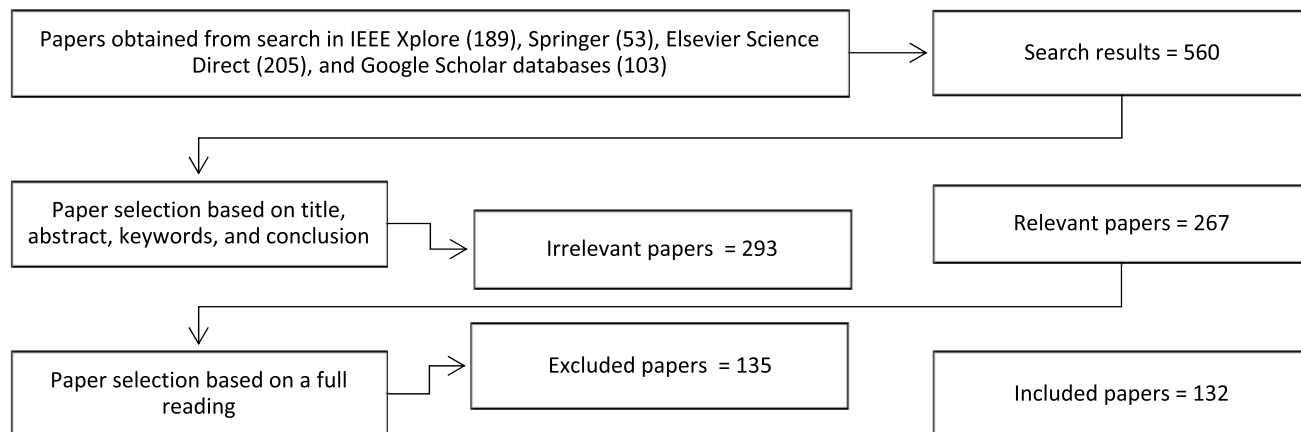 Papers obtained from search in IEEE Xplore (189), Springer (53), Elsevier Science
Direct (205), and Google Scholar databases (103)
Search results = 560
Paper selection based on title,
abstract, keywords, and conclusion
Irrelevant papers = 293
Relevant papers = 267
Paper selection based on a full
reading
Excluded papers = 135
Included papers = 132